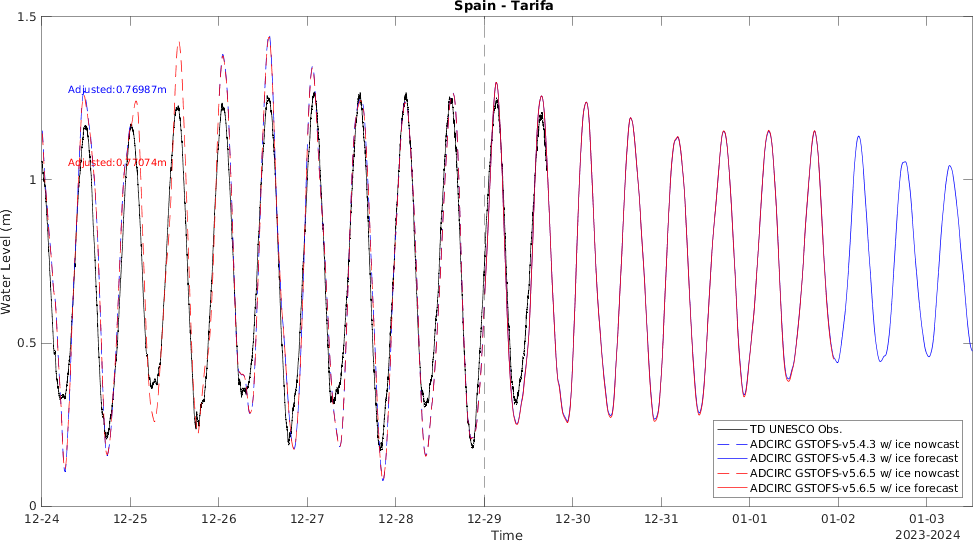 Spain - Tarifa
1.5
Adjusted:0.76987m
Adjusted:0.77074m
1
0.5
0
Water Level (m)
12-24 12-25 12-26 12-27 12-28 12-29 12-30 12-31 01-01 01-02 01-03
Time
2023-2024
TD UNESCO Obs.
ADCIRC GSTOFS-v5.4.3 w/ ice nowcast
ADCIRC GSTOFS-v5.4.3 w/ ice forecast
ADCIRC GSTOFS-v5.6.5 w/ ice nowcast
ADCIRC GSTOFS-v5.6.5 w/ ice forecast